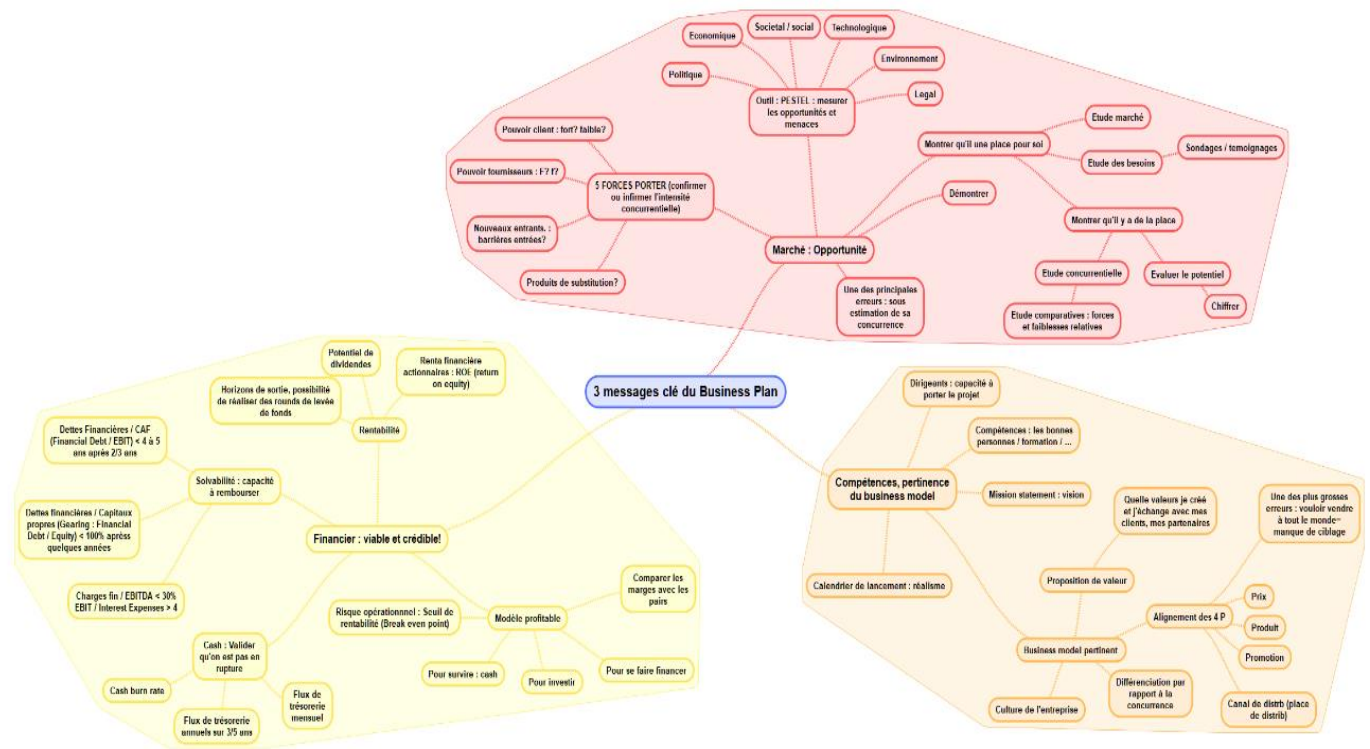 Societal / social
Technologique
Economique
Environnement
Politique
Legal
Outil : PESTEL : mesurer
les opportunités et
menaces
Pouvoir client : fort? faible?
Pouvoir fournisseurs : F? f?
5 FORCES PORTER (confirmer
ou infirmer l'intensité
concurrentielle)
Nouveaux entrants. :
barrières entrées?
Produits de substitution?
Etude marché
Montrer qu'il une place pour soi
Etude des besoins
Sondages / temoignages
Démontrer
Montrer qu'il y a de la place
Marché : Opportunité
Etude concurrentielle
Evaluer le potentiel
Une des principales
erreurs : sous
estimation de sa
concurrence
Etude comparatives : forces
et faiblesses relatives
Chiffrer
3 messages clé du Business Plan
Potentiel de
dividendes
Renta financière
actionnaires : ROE (return
on equity)
Horizons de sortie, possibilité
de réaliser des rounds de levée
de fonds
Rentabilité
Dettes Financières / CAF
(Financial Debt / EBIT) < 4 à 5
ans après 2/3 ans
Solvabilité : capacité
à rembourser
Dettes financières / Capitaux
propres (Gearing : Financial
Debt / Equity) < 100% aprèss
quelques années
Financier : viable et crédible!
Charges fin / EBITDA < 30%
EBIT / Interest Expenses > 4
Comparer les
marges avec les
pairs
Risque opérationnel : Seuil de
rentabilité (Break even point)
Modèle profitable
Cash : Valider
qu'on est pas en
rupture
Pour survire : cash
Pour investir
Pour se faire financer
Cash burn rate
Flux de
trésorerie
mensuel
Flux de trésorerie
annuels sur 3/5 ans
Dirigeants : capacité à
porter le projet
Compétences : les bonnes
personnes / formation / ...
Compétences, pertinence
du business model
Mission statement : vision
Quelle valeurs je créé
et j'échange avec mes
clients, mes partenaires
Une des plus grosses
erreurs : vouloir vendre
à tout le monde=
manque de ciblage
Calendrier de lancement : réalisme
Proposition de valeur
Prix
Alignement des 4 P
Produit
Business model pertinent
Promotion
Culture de l'entreprise
Différenciation par
rapport à la
concurrence
Canal de distrb (place
de distrib)